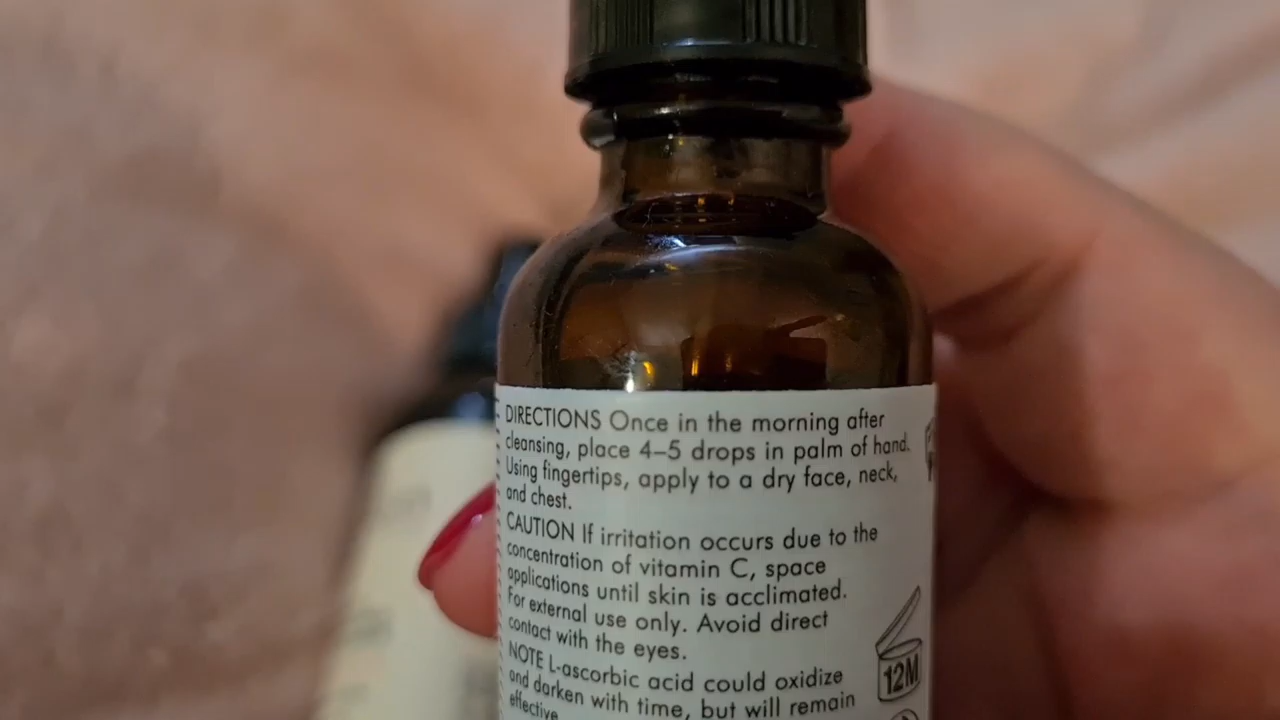 DIRECTIONS Once in the morning after
cleansing, place 4–5 drops in palm of hand.
Using fingertips, apply to a dry face, neck,
and chest.
CAUTION If irritation occurs due to the
concentration of vitamin C, space
applications until skin is acclimated.
For external use only. Avoid direct
contact with the eyes.
NOTE L-ascorbic acid could oxidize
and darken with time, but will remain
effective
12M